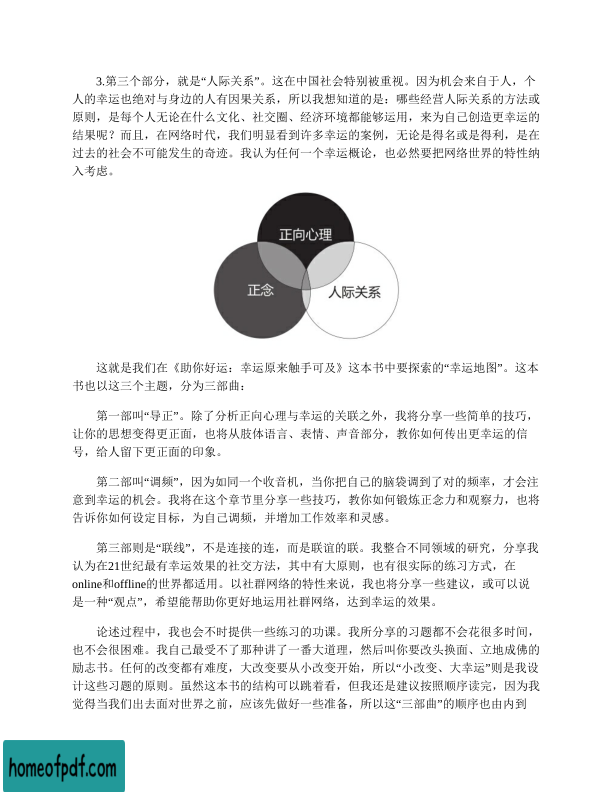 3.第三个部分，就是“人际关系”。这在中国社会特别被重视。因为机会来自于人，个
人的幸运也绝对与身边的人有因果关系，所以我想知道的是：哪些经营人际关系的方法或
原则，是每个人无论在什么文化、社交圈、经济环境都能够运用，来为自己创造更幸运的
结果呢？而且，在网络时代，我们明显看到许多幸运的案例，无论是得名或是得利，是在
过去的社会不可能发生的奇迹。我认为任何一个幸运概论，也必然要把网络世界的特性纳
入考虑。
正向心理
正念
人际关系
这就是我们在《助你好运：幸运原来触手可及》这本书中要探索的“幸运地图”。这本
书也以这三个主题，分为三部曲：
第一部叫“导正”。除了分析正向心理与幸运的关联之外，我将分享一些简单的技巧，
让你的思想变得更正面，也将从肢体语言、表情、声音部分，教你如何传出更幸运的信
号，给人留下更正面的印象。
第二部叫“调频”，因为如同一个收音机，当你把自己的脑袋调到了对的频率，才会注
意到幸运的机会。我将在这个章节里分享一些技巧，教你如何锻炼正念力和观察力，也将
告诉你如何设定目标，为自己调频，并增加工作效率和灵感。
第三部则是“联线”，不是连接的连，而是联谊的联。我整合不同领域的研究，分享我
认为在21世纪最有幸运效果的社交方法，其中有大原则，也有很实际的练习方式，在
online和offline的世界都适用。以社群网络的特性来说，我也将分享一些建议，或可以说
是一种“观点”，希望能帮助你更好地运用社群网络，达到幸运的效果。
论述过程中，我也会不时提供一些练习的功课。我所分享的习题都不会花很多时间，
也不会很困难。我自己最受不了那种讲了一番大道理，然后叫你要改头换面、立地成佛的
励志书。任何的改变都有难度，大改变要从小改变开始，所以“小改变、大幸运”则是我设
计这些习题的原则。虽然这本书的结构可以跳着看，但我还是建议按照顺序读完，因为我
觉得当我们出去面对世界之前，应该先做好一些准备，所以这“三部曲”的顺序也由内到
homeofpdf.com